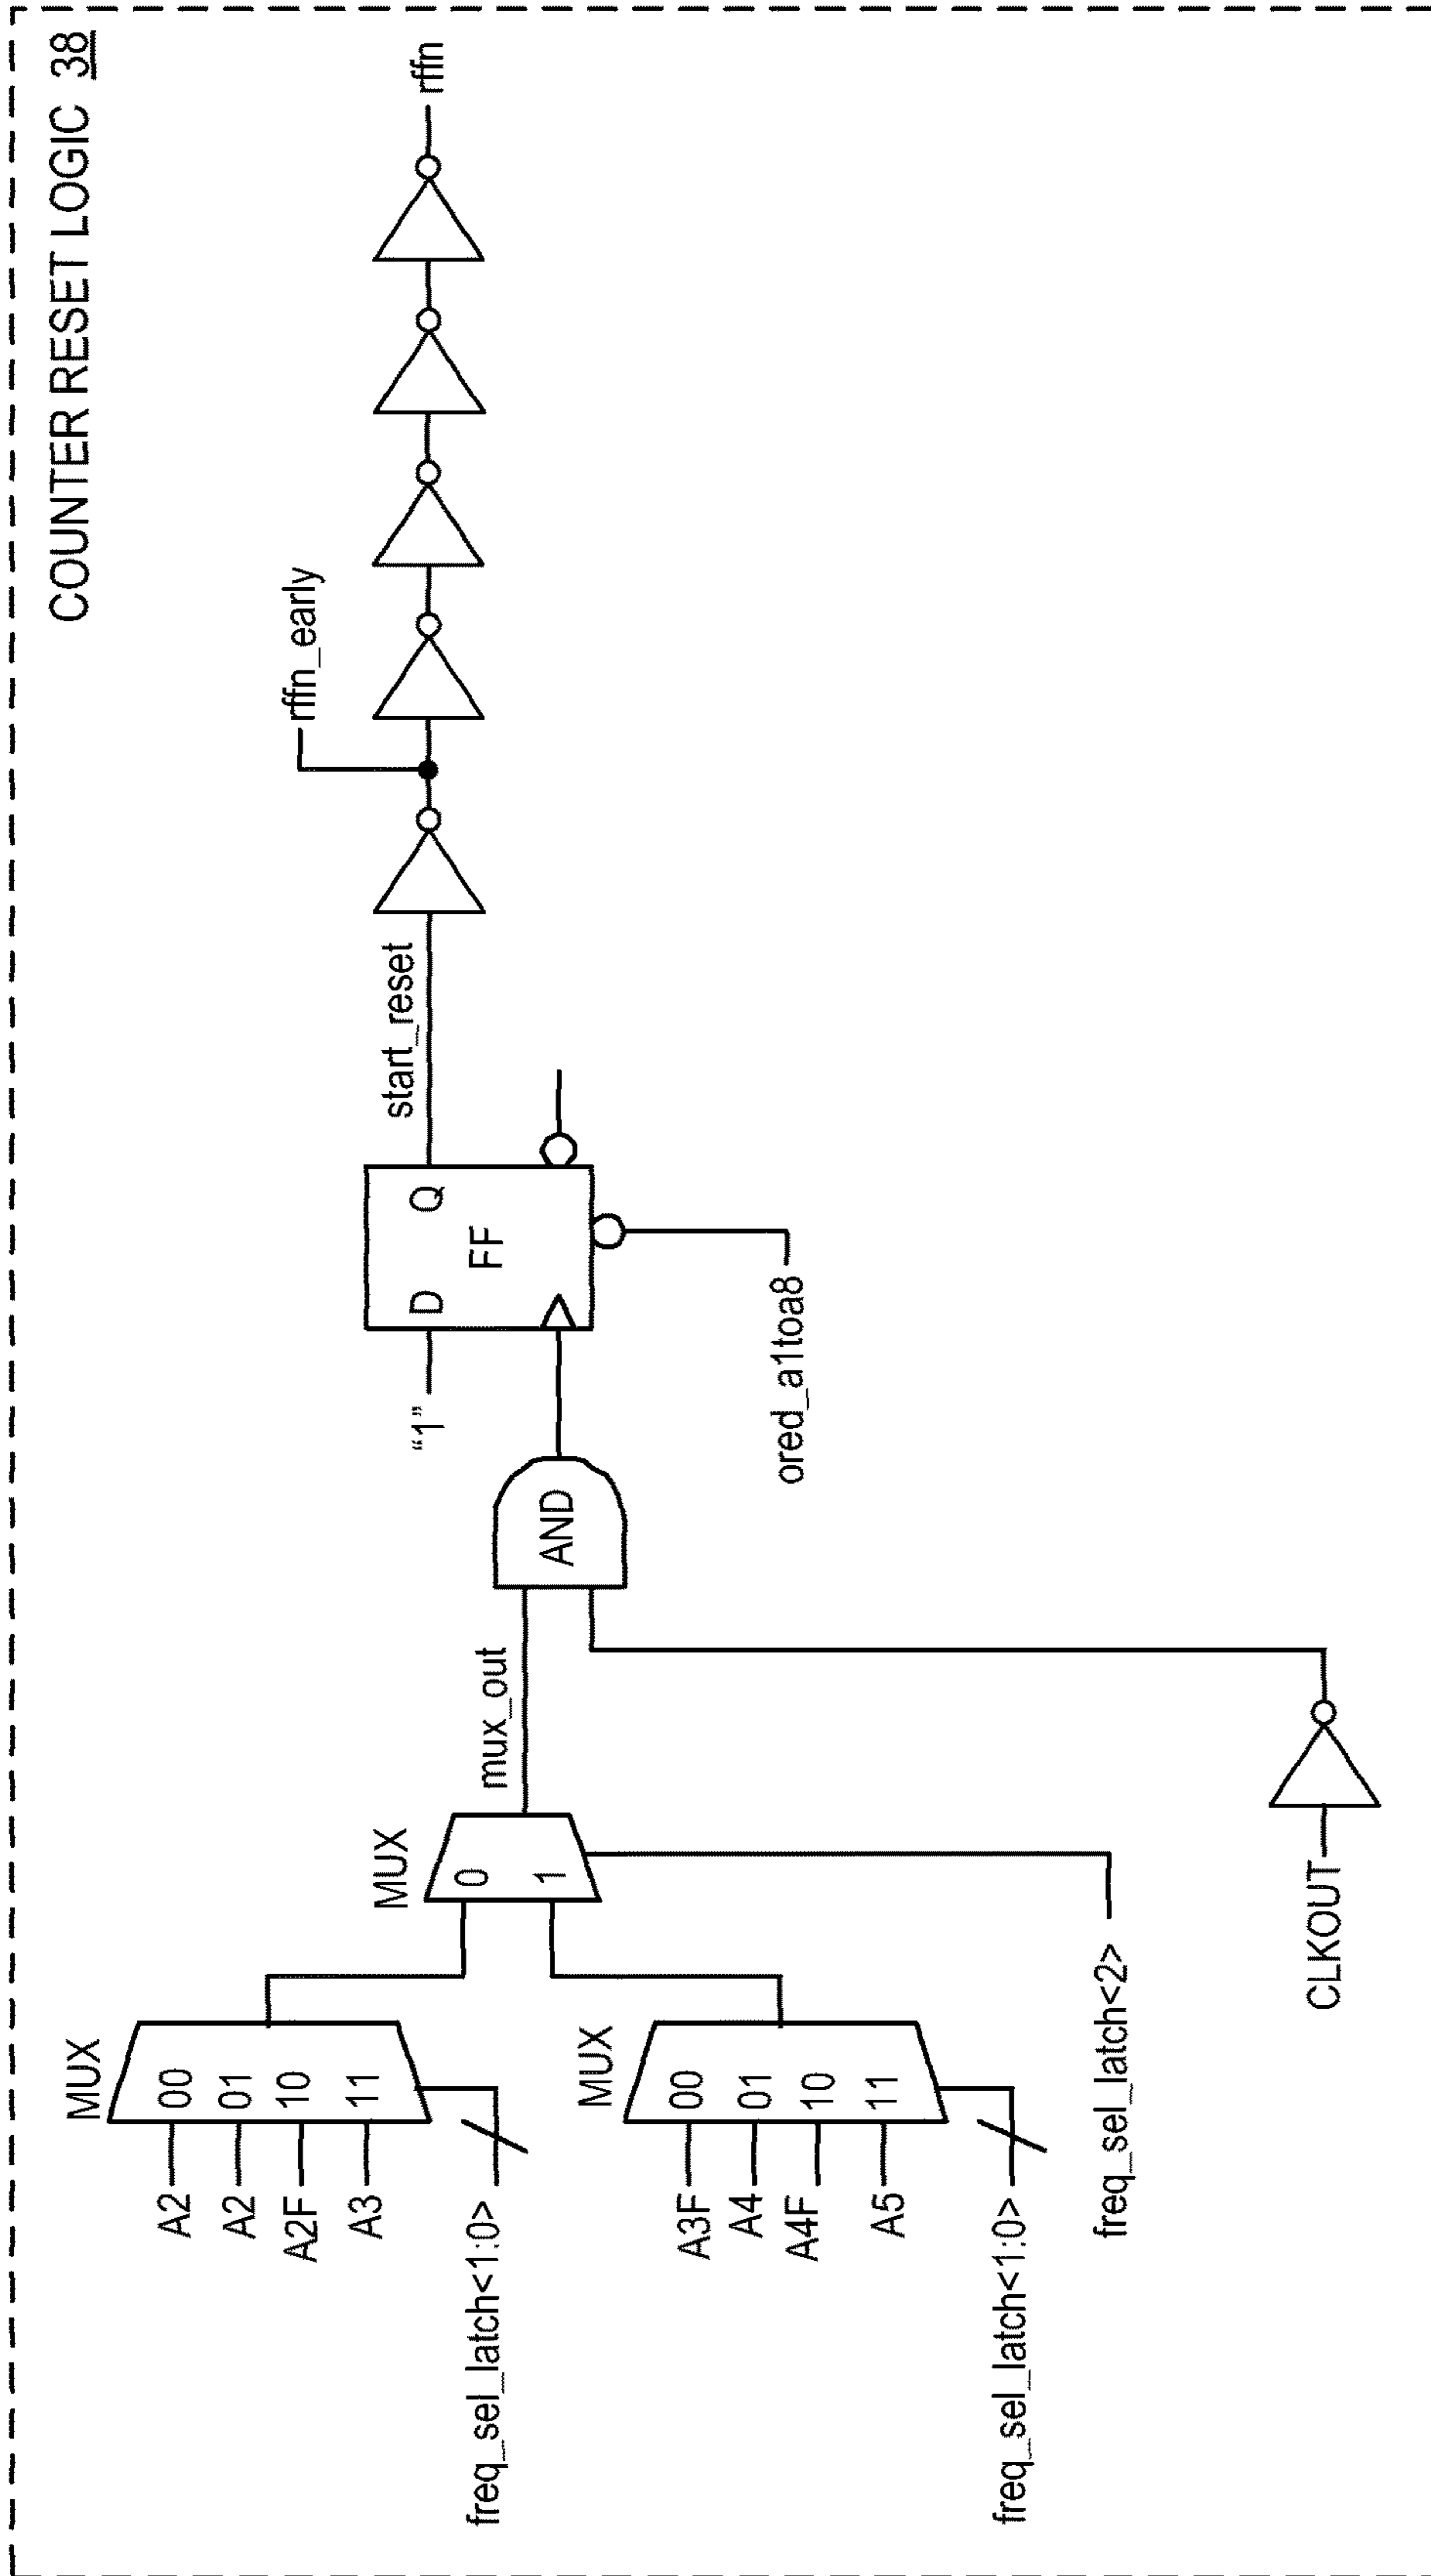 COUNTER RESET LOGIC 38
MUX
A2 00
A2 01
A2F 10
A3 11
freq_sel_latch<1:0>
MUX
A3F 00
A4 01
A4F 10
A5 11
freq_sel_latch<1:0>
MUX
0
1
freq_sel_latch<2>
mux_out
CLKOUT
AND
"1"
D Q
FF
ored_a1toa8
start_reset
rffn_early
rffn